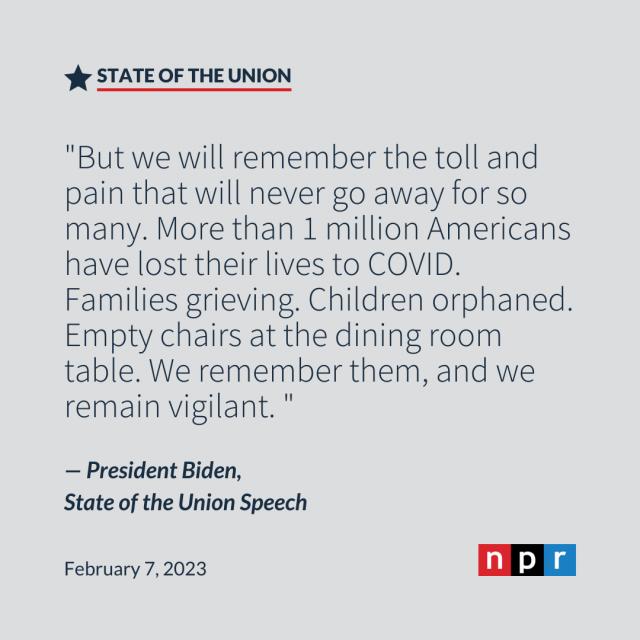 STATE OF THE UNION
"But we will remember the toll and
pain that will never go away for so
many. More than 1 million Americans
have lost their lives to COVID.
Families grieving. Children orphaned.
Empty chairs at the dining room
table. We remember them, and we
remain vigilant. "
— President Biden,
State of the Union Speech
February 7, 2023
npr